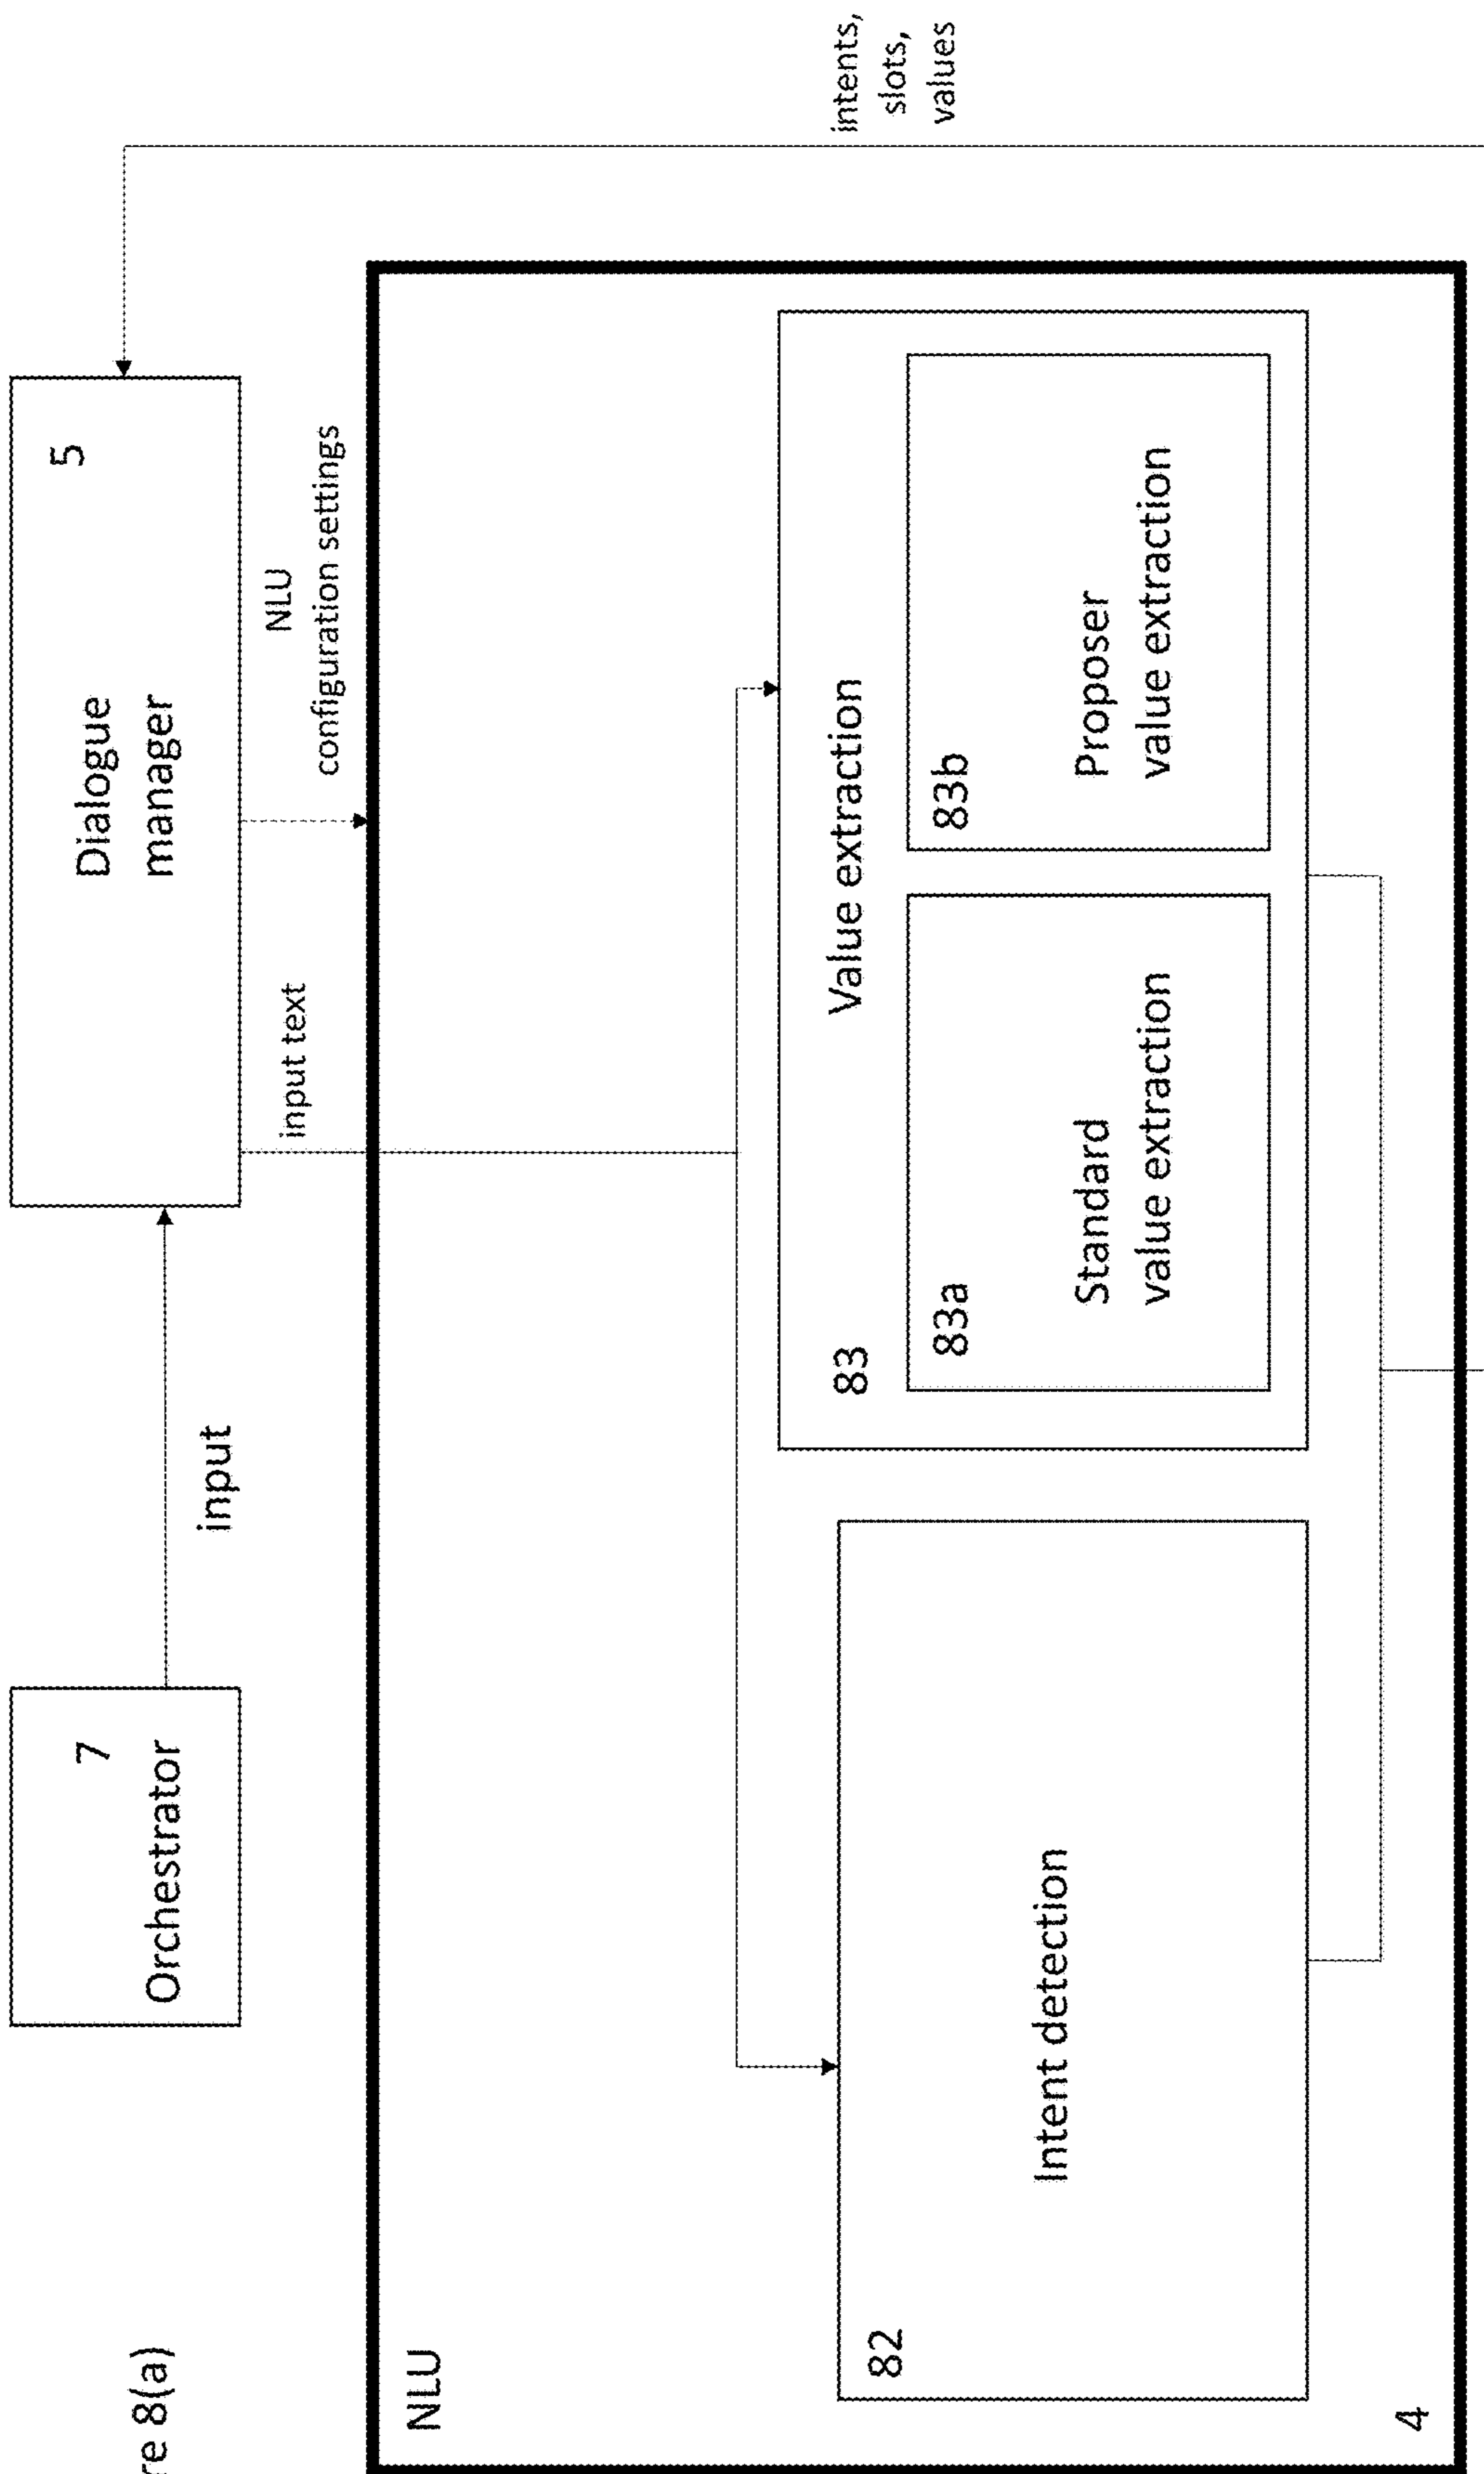 re 8(a)
7
Orchestrator
input
Dialogue
manager
5
input text
NLU
configuration settings
NLU
82
Intent detection
83
Value extraction
83a
Standard
value extraction
83b
Proposer
value extraction
4
intents,
slots,
values